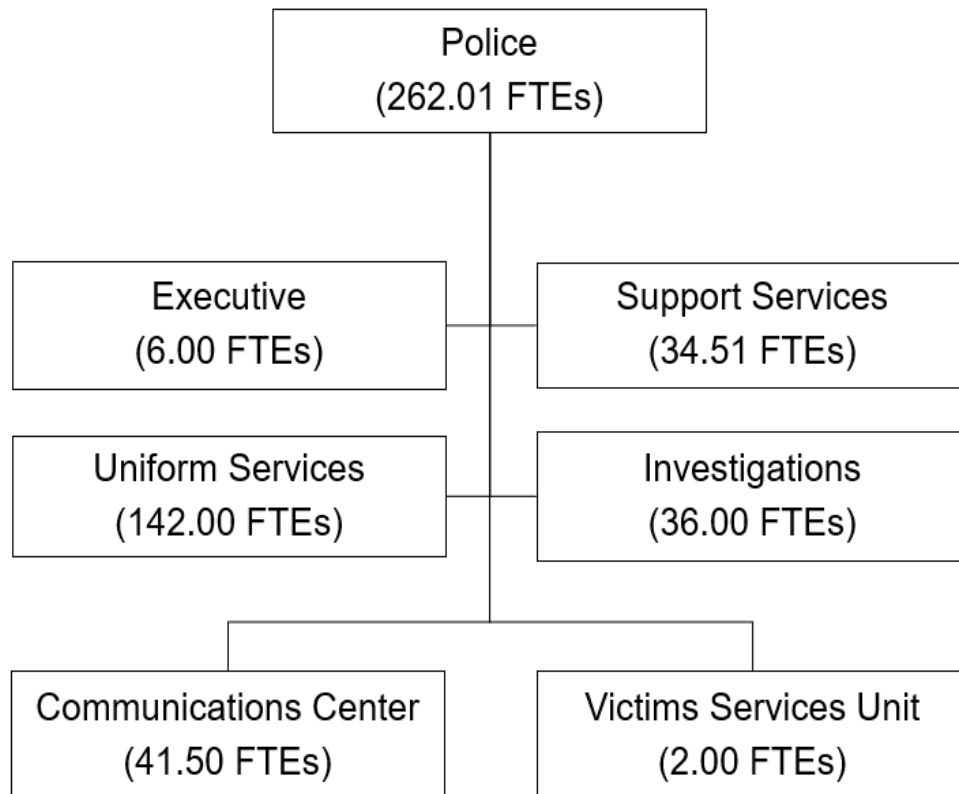 Police
(262.01 FTEs)
Executive
(6.00 FTEs)
Support Services
(34.51 FTEs)
Uniform Services
(142.00 FTEs)
Investigations
(36.00 FTEs)
Communications Center
(41.50 FTEs)
Victims Services Unit
(2.00 FTEs)